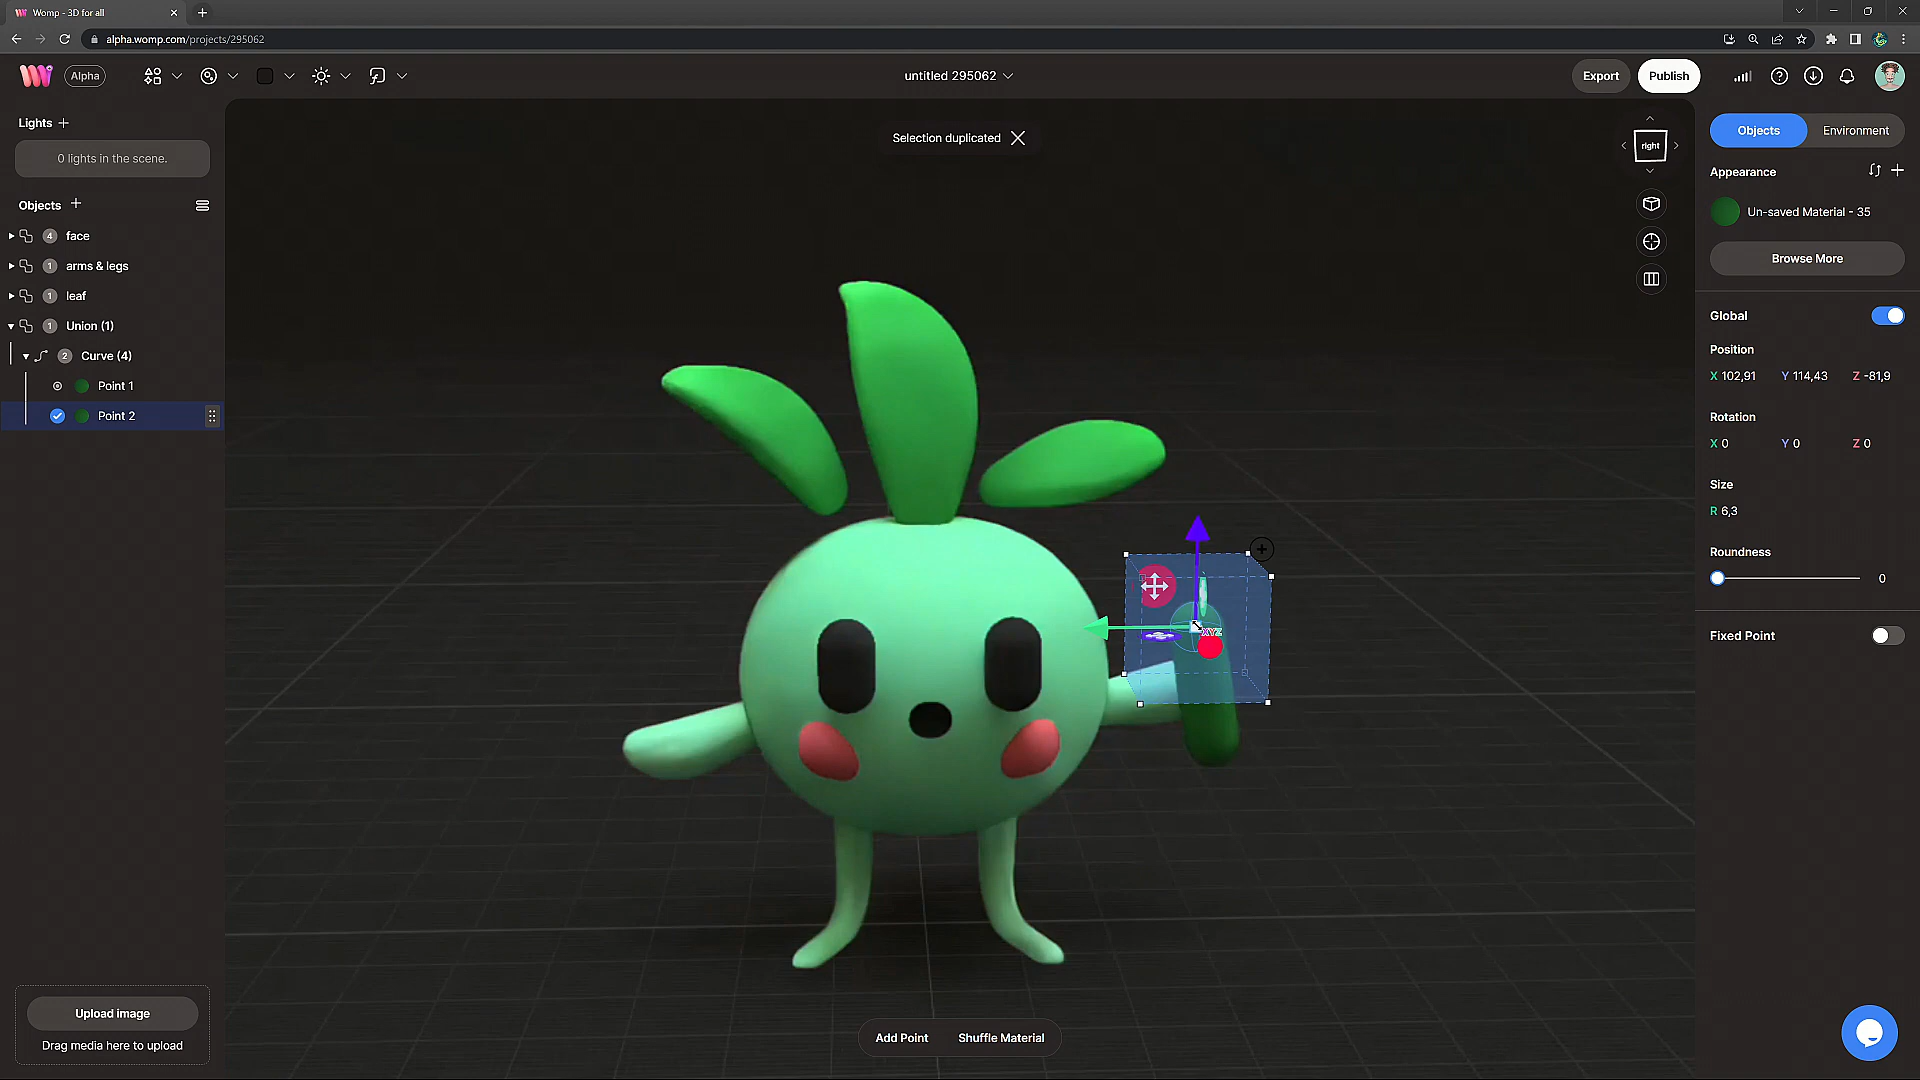 Womp - 3D for all
alpha.womp.com/projects/295062
Alpha
untitled 295062
Export
Publish
Lights
0 lights in the scene.
Objects
4 face
1 arms & legs
1 leaf
1 Union (1)
2 Curve (4)
Point 1
Point 2
Upload image
Drag media here to upload
Selection duplicated
right
XYZ
Add Point
Shuffle Material
Objects
Environment
Appearance
Un-saved Material - 35
Browse More
Global
Position
X 102,91 Y 114,43 Z -81,9
Rotation
X 0 Y 0 Z 0
Size
R 6,3
Roundness
0
Fixed Point